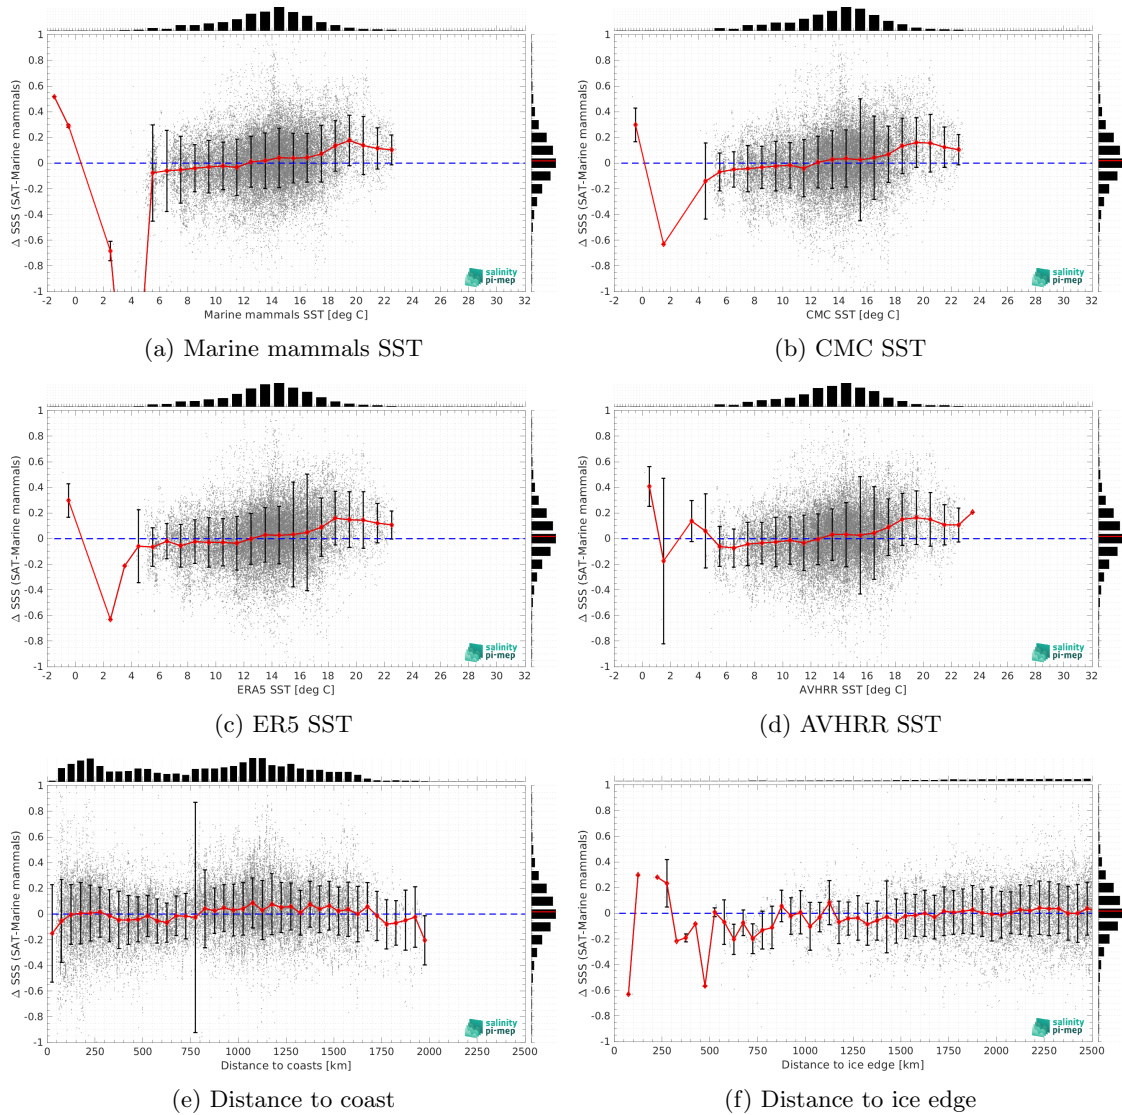 1
0.8
0.6
0.4
0.2
0
-0.2
-0.4
-0.6
-0.8
-1
Δ SSS (SAT-Marine mammals)
salinity
pi-mep
-2 0 2 4 6 8 10 12 14 16 18 20 22 24 26 28 30 32
Marine mammals SST [deg C]
(a) Marine mammals SST
1
0.8
0.6
0.4
0.2
0
-0.2
-0.4
-0.6
-0.8
-1
Δ SSS (SAT-Marine mammals)
salinity
pi-mep
-2 0 2 4 6 8 10 12 14 16 18 20 22 24 26 28 30 32
CMC SST [deg C]
(b) CMC SST
1
0.8
0.6
0.4
0.2
0
-0.2
-0.4
-0.6
-0.8
-1
Δ SSS (SAT-Marine mammals)
salinity
pi-mep
-2 0 2 4 6 8 10 12 14 16 18 20 22 24 26 28 30 32
ERA5 SST [deg C]
(c) ER5 SST
1
0.8
0.6
0.4
0.2
0
-0.2
-0.4
-0.6
-0.8
-1
Δ SSS (SAT-Marine mammals)
salinity
pi-mep
-2 0 2 4 6 8 10 12 14 16 18 20 22 24 26 28 30 32
AVHRR SST [deg C]
(d) AVHRR SST
1
0.8
0.6
0.4
0.2
0
-0.2
-0.4
-0.6
-0.8
-1
Δ SSS (SAT-Marine mammals)
salinity
pi-mep
0 250 500 750 1000 1250 1500 1750 2000 2250 2500
Distance to coasts [km]
(e) Distance to coast
1
0.8
0.6
0.4
0.2
0
-0.2
-0.4
-0.6
-0.8
-1
Δ SSS (SAT-Marine mammals)
salinity
pi-mep
0 250 500 750 1000 1250 1500 1750 2000 2250 2500
Distance to ice edge [km]
(f) Distance to ice edge